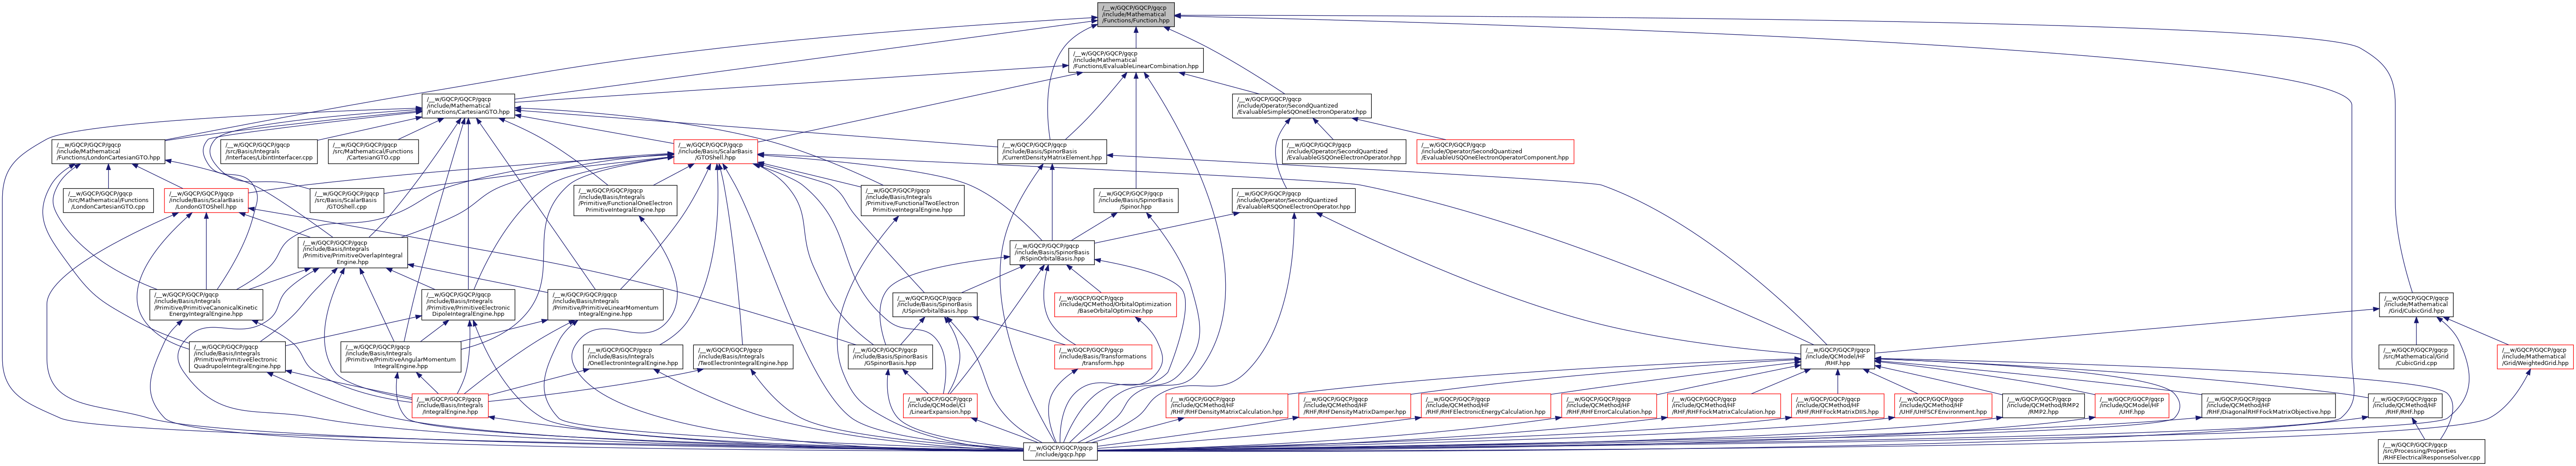 /__w/GQCP/GQCP/gqcp
/include/Mathematical
/Functions/Function.hpp
/__w/GQCP/GQCP/gqcp
/include/Mathematical
/Functions/EvaluableLinearCombination.hpp
/__w/GQCP/GQCP/gqcp
/include/Mathematical
/Functions/CartesianGTO.hpp
/__w/GQCP/GQCP/gqcp
/include/Operator/SecondQuantized
/EvaluableSimpleSQOneElectronOperator.hpp
/__w/GQCP/GQCP/gqcp
/include/Mathematical
/Functions/LondonCartesianGTO.hpp
/__w/GQCP/GQCP/gqcp
/src/Basis/Integrals
/Interfaces/LibintInterfacer.cpp
/__w/GQCP/GQCP/gqcp
/src/Mathematical/Functions
/CartesianGTO.cpp
/__w/GQCP/GQCP/gqcp
/include/Basis/ScalarBasis
/GTOShell.hpp
/__w/GQCP/GQCP/gqcp
/include/Basis/SpinorBasis
/CurrentDensityMatrixElement.hpp
/__w/GQCP/GQCP/gqcp
/include/Operator/SecondQuantized
/EvaluableGSQOneElectronOperator.hpp
/__w/GQCP/GQCP/gqcp
/include/Operator/SecondQuantized
/EvaluableUSQOneElectronOperatorComponent.hpp
/__w/GQCP/GQCP/gqcp
/src/Mathematical/Functions
/LondonCartesianGTO.cpp
/__w/GQCP/GQCP/gqcp
/include/Basis/ScalarBasis
/LondonGTOShell.hpp
/__w/GQCP/GQCP/gqcp
/src/Basis/ScalarBasis
/GTOShell.cpp
/__w/GQCP/GQCP/gqcp
/include/Basis/Integrals
/Primitive/FunctionalOneElectron
PrimitiveIntegralEngine.hpp
/__w/GQCP/GQCP/gqcp
/include/Basis/Integrals
/Primitive/FunctionalTwoElectron
PrimitiveIntegralEngine.hpp
/__w/GQCP/GQCP/gqcp
/include/Basis/SpinorBasis
/Spinor.hpp
/__w/GQCP/GQCP/gqcp
/include/Operator/SecondQuantized
/EvaluableRSQOneElectronOperator.hpp
/__w/GQCP/GQCP/gqcp
/include/Basis/Integrals
/Primitive/PrimitiveOverlapIntegral
Engine.hpp
/__w/GQCP/GQCP/gqcp
/include/Basis/SpinorBasis
/RSpinOrbitalBasis.hpp
/__w/GQCP/GQCP/gqcp
/include/Basis/Integrals
/Primitive/PrimitiveCanonicalKinetic
EnergyIntegralEngine.hpp
/__w/GQCP/GQCP/gqcp
/include/Basis/Integrals
/Primitive/PrimitiveElectronic
DipoleIntegralEngine.hpp
/__w/GQCP/GQCP/gqcp
/include/Basis/Integrals
/Primitive/PrimitiveLinearMomentum
IntegralEngine.hpp
/__w/GQCP/GQCP/gqcp
/include/Basis/SpinorBasis
/USpinOrbitalBasis.hpp
/__w/GQCP/GQCP/gqcp
/include/QCMethod/OrbitalOptimization
/BaseOrbitalOptimizer.hpp
/__w/GQCP/GQCP/gqcp
/include/Mathematical
/Grid/CubicGrid.hpp
/__w/GQCP/GQCP/gqcp
/include/Basis/Integrals
/Primitive/PrimitiveElectronic
QuadrupoleIntegralEngine.hpp
/__w/GQCP/GQCP/gqcp
/include/Basis/Integrals
/Primitive/PrimitiveAngularMomentum
IntegralEngine.hpp
/__w/GQCP/GQCP/gqcp
/include/Basis/Integrals
/OneElectronIntegralEngine.hpp
/__w/GQCP/GQCP/gqcp
/include/Basis/Integrals
/TwoElectronIntegralEngine.hpp
/__w/GQCP/GQCP/gqcp
/include/Basis/SpinorBasis
/GSpinorBasis.hpp
/__w/GQCP/GQCP/gqcp
/include/Basis/Transformations
/transform.hpp
/__w/GQCP/GQCP/gqcp
/include/QCModel/HF
/RHF.hpp
/__w/GQCP/GQCP/gqcp
/src/Mathematical/Grid
/CubicGrid.cpp
/__w/GQCP/GQCP/gqcp
/include/Mathematical
/Grid/WeightedGrid.hpp
/__w/GQCP/GQCP/gqcp
/include/Basis/Integrals
/IntegralEngine.hpp
/__w/GQCP/GQCP/gqcp
/include/QCModel/CI
/LinearExpansion.hpp
/__w/GQCP/GQCP/gqcp
/include/QCMethod/HF
/RHF/RHFDensityMatrixCalculation.hpp
/__w/GQCP/GQCP/gqcp
/include/QCMethod/HF
/RHF/RHFDensityMatrixDamper.hpp
/__w/GQCP/GQCP/gqcp
/include/QCMethod/HF
/RHF/RHFElectronicEnergyCalculation.hpp
/__w/GQCP/GQCP/gqcp
/include/QCMethod/HF
/RHF/RHFErrorCalculation.hpp
/__w/GQCP/GQCP/gqcp
/include/QCMethod/HF
/RHF/RHFFockMatrixCalculation.hpp
/__w/GQCP/GQCP/gqcp
/include/QCMethod/HF
/RHF/RHFFockMatrixDIIS.hpp
/__w/GQCP/GQCP/gqcp
/include/QCMethod/HF
/UHF/UHFSCFEnvironment.hpp
/__w/GQCP/GQCP/gqcp
/include/QCMethod/RMP2
/RMP2.hpp
/__w/GQCP/GQCP/gqcp
/include/QCModel/HF
/UHF.hpp
/__w/GQCP/GQCP/gqcp
/include/QCMethod/HF
/RHF/DiagonalRHFFockMatrixObjective.hpp
/__w/GQCP/GQCP/gqcp
/include/QCMethod/HF
/RHF/RHF.hpp
/__w/GQCP/GQCP/gqcp
/include/gqcp.hpp
/__w/GQCP/GQCP/gqcp
/src/Processing/Properties
/RHFElectricalResponseSolver.cpp